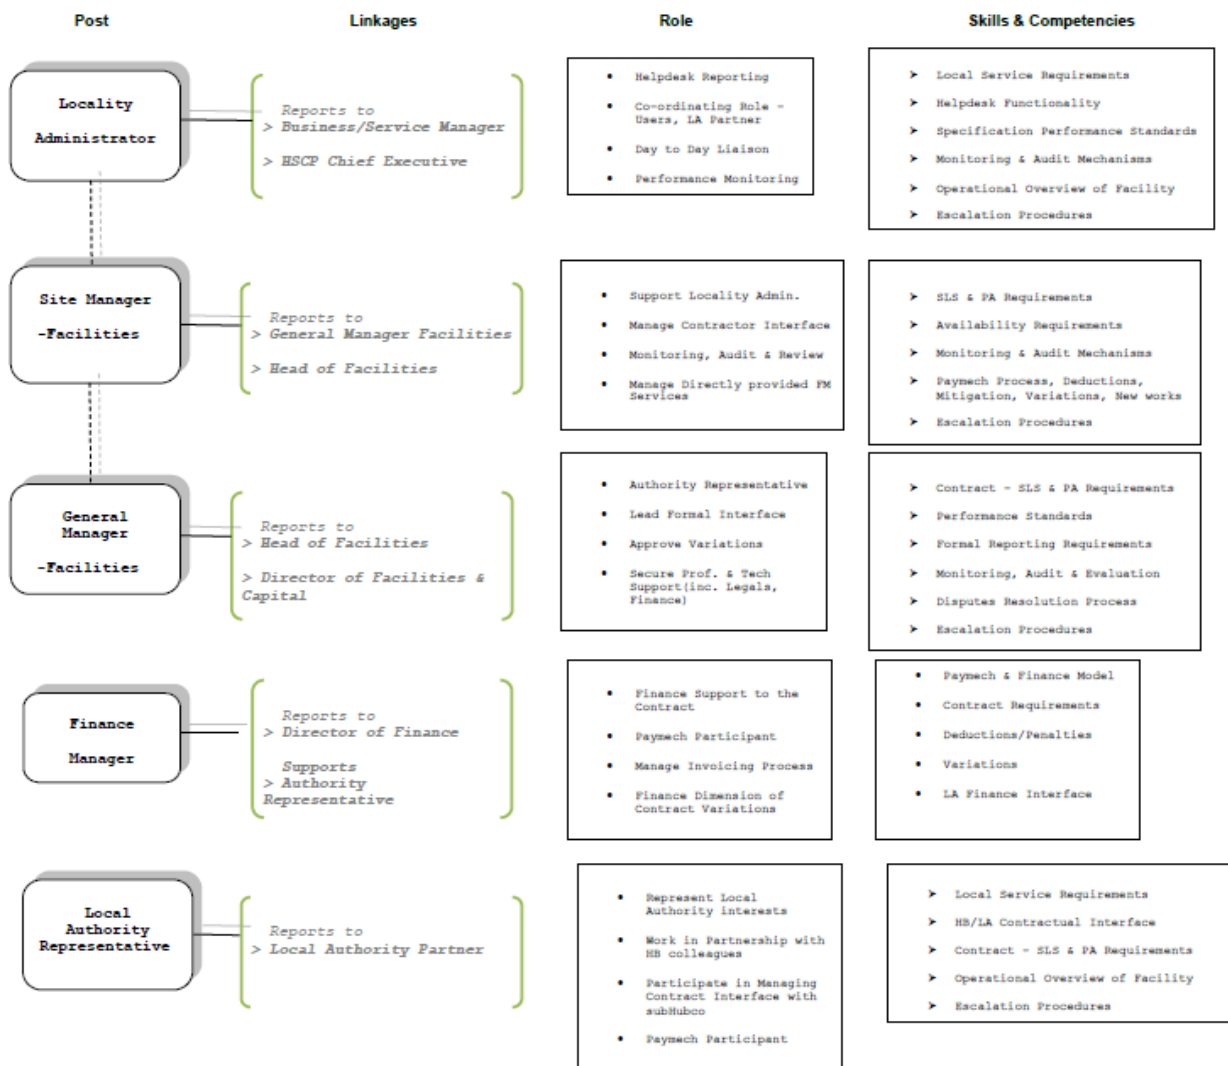 Post Linkages Role Skills & Competencies
Locality
Administrator
Reports to
> Business/Service Manager
> HSCP Chief Executive
• Helpdesk Reporting
• Co-ordinating Role –
Users, LA Partner
• Day to Day Liaison
• Performance Monitoring
➤ Local Service Requirements
➤ Helpdesk Functionality
➤ Specification Performance Standards
➤ Monitoring & Audit Mechanisms
➤ Operational Overview of Facility
➤ Escalation Procedures
Site Manager
-Facilities
Reports to
> General Manager Facilities
> Head of Facilities
• Support Locality Admin.
• Manage Contractor Interface
• Monitoring, Audit & Review
• Manage Directly provided FM
Services
➤ SLS & PA Requirements
➤ Availability Requirements
➤ Monitoring & Audit Mechanisms
➤ Paymech Process, Deductions,
Mitigation, Variations, New works
➤ Escalation Procedures
General
Manager
-Facilities
Reports to
> Head of Facilities
> Director of Facilities &
Capital
• Authority Representative
• Lead Formal Interface
• Approve Variations
• Secure Prof. & Tech
Support(inc. Legals,
Finance)
➤ Contract – SLS & PA Requirements
➤ Performance Standards
➤ Formal Reporting Requirements
➤ Monitoring, Audit & Evaluation
➤ Disputes Resolution Process
➤ Escalation Procedures
Finance
Manager
Reports to
> Director of Finance
Supports
> Authority
Representative
• Finance Support to the
Contract
• Paymech Participant
• Manage Invoicing Process
• Finance Dimension of
Contract Variations
• Paymech & Finance Model
• Contract Requirements
• Deductions/Penalties
• Variations
• LA Finance Interface
Local
Authority
Representative
Reports to
> Local Authority Partner
• Represent Local
Authority interests
• Work in Partnership with
HB colleagues
• Participate in Managing
Contract Interface with
subHubco
• Paymech Participant
➤ Local Service Requirements
➤ HB/LA Contractual Interface
➤ Contract – SLS & PA Requirements
➤ Operational Overview of Facility
➤ Escalation Procedures